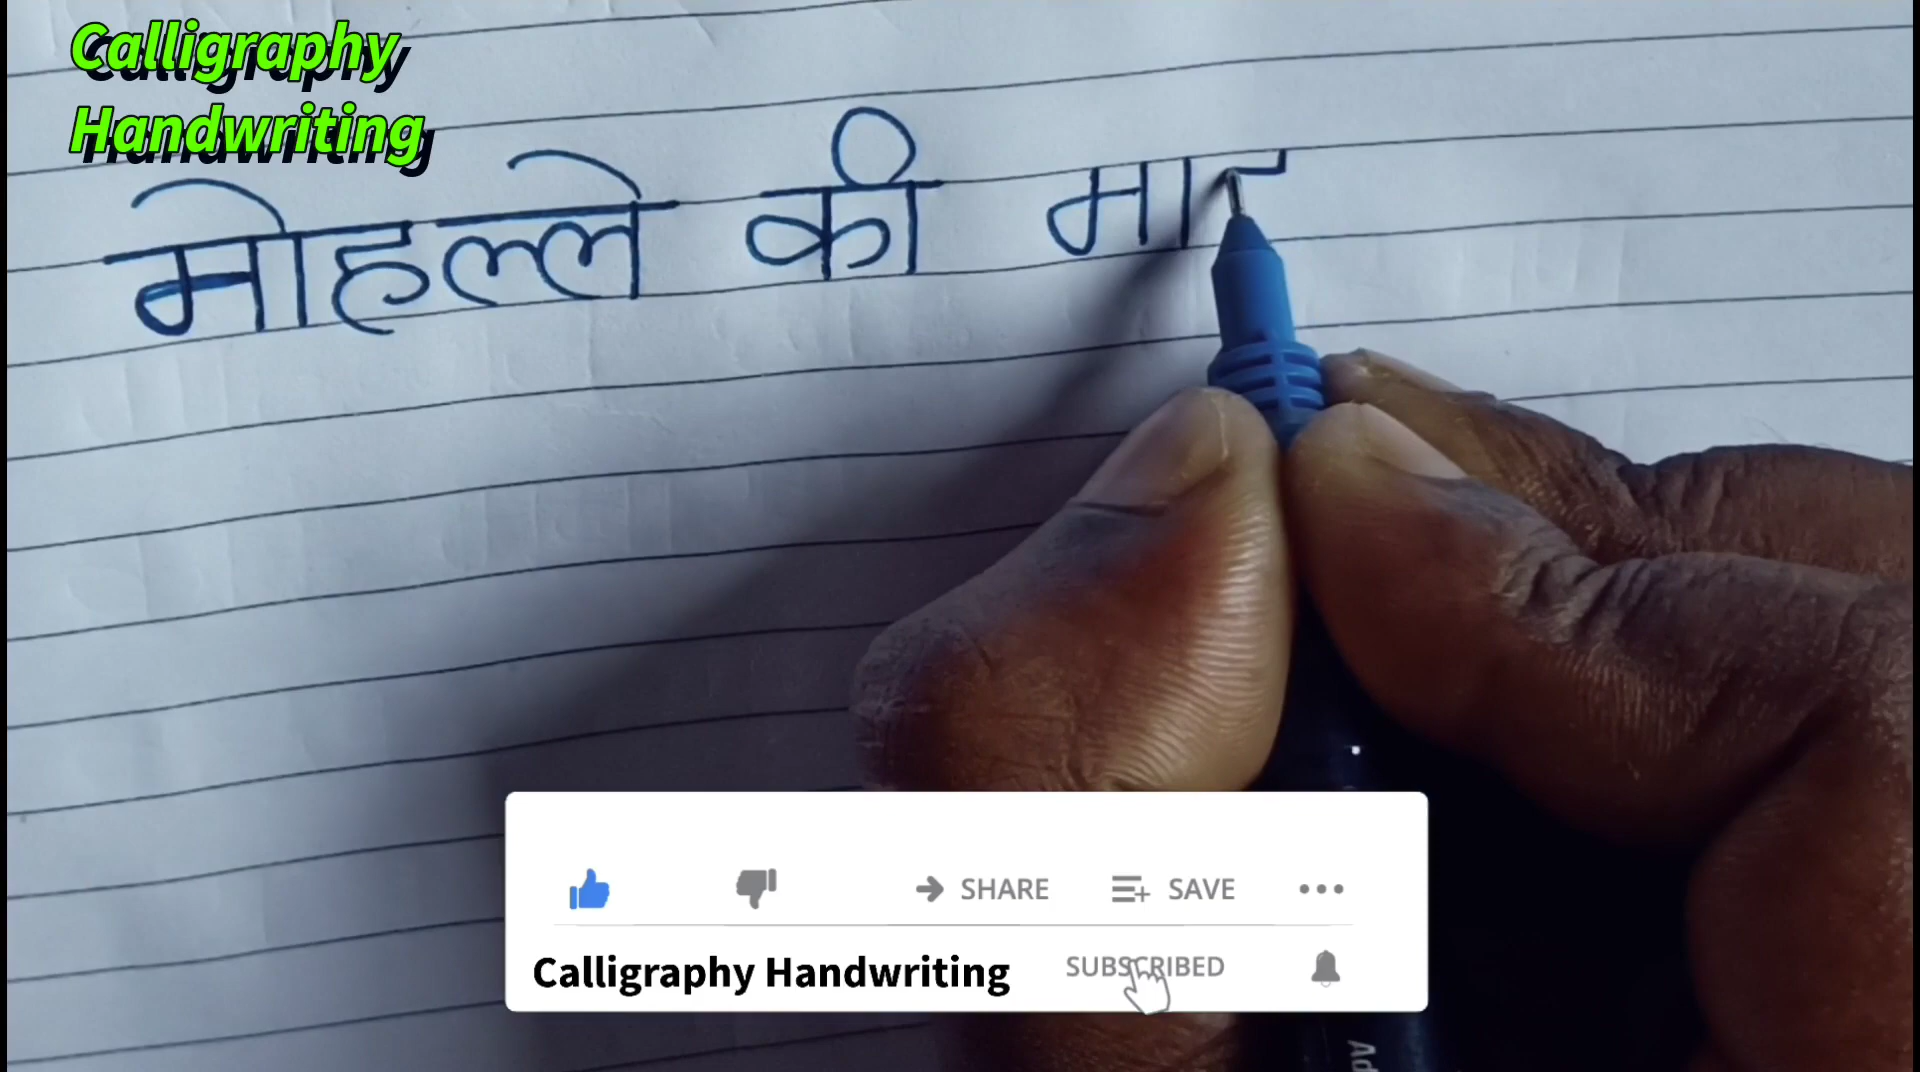 Calligraphy
Handwriting
मोहल्ले की
SHARE SAVE
Calligraphy Handwriting SUBSCRIBED